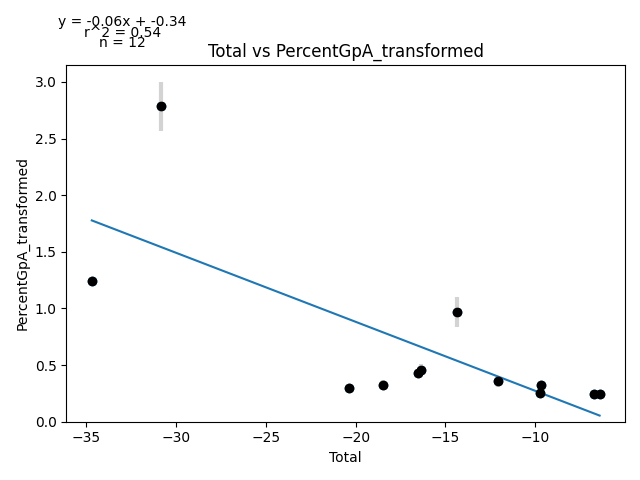 y = -0.06x + -0.34
r^2 = 0.54
n = 12
Total vs PercentGpA_transformed
3.0
2.5
2.0
1.5
1.0
0.5
0.0
PercentGpA_transformed
−35 −30 −25 −20 −15 −10
Total